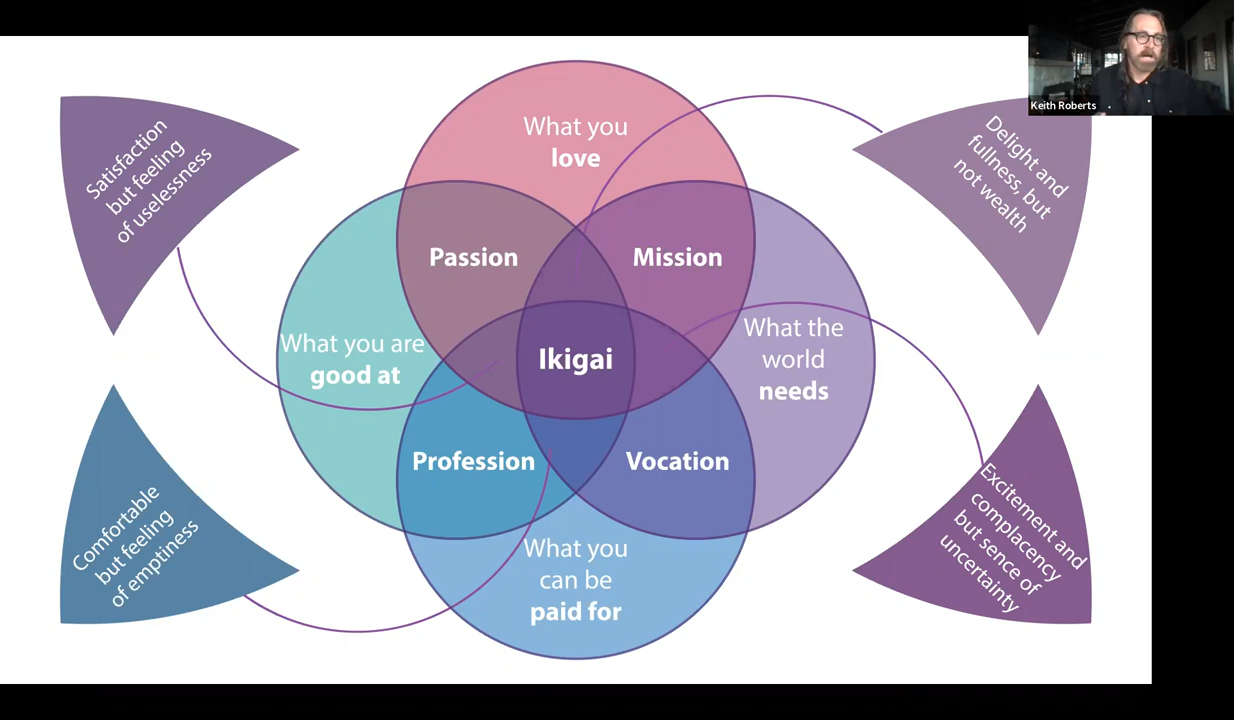 Keith Roberts
Satisfaction
but feeling
of uselessness
What you
love
Delight and
fullness, but
not wealth
Passion
Mission
What you are
good at
Ikigai
What the
world
needs
Profession
Vocation
Comfortable
but feeling
of emptiness
What you
can be
paid for
Excitement and
complacency
but sence of
uncertainty